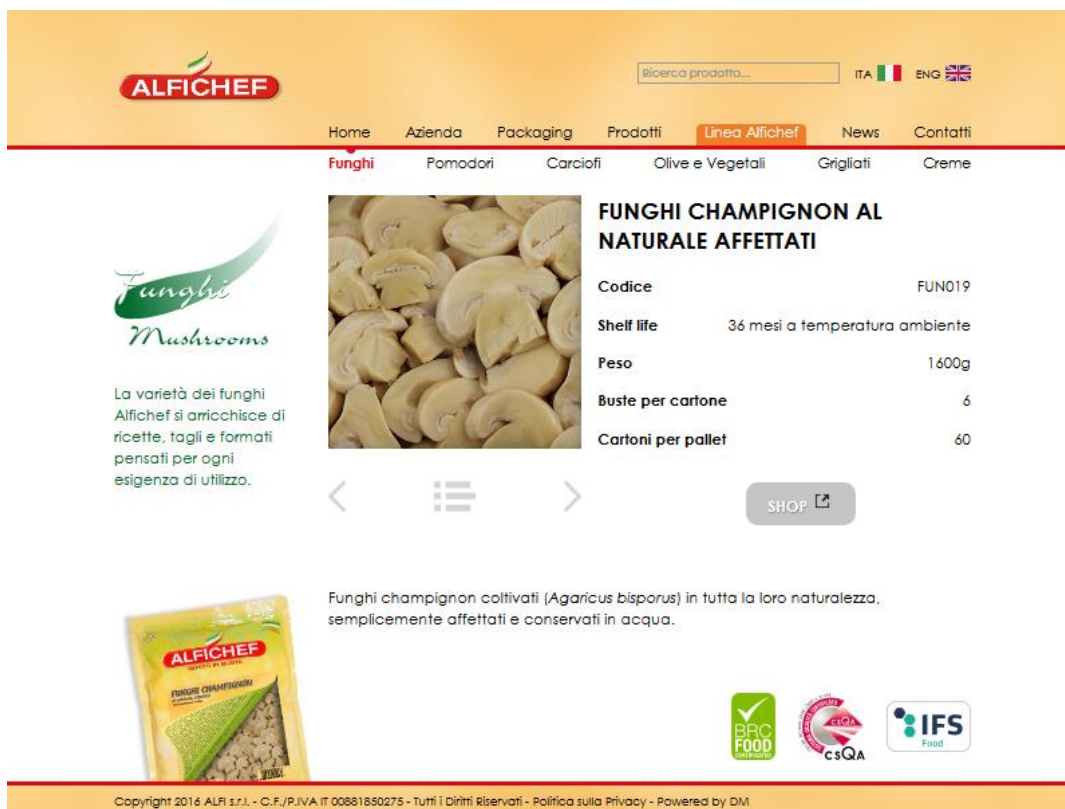 ALFICHEF
Ricerca prodotto...
ITA
ENG
Home Azienda Packaging Prodotti Linea Alfichef News Contatti
Funghi Pomodori Carciofi Olive e Vegetali Grigliati Creme
Funghi
Mushrooms
La varietà dei funghi
Alfichef si arricchisce di
ricette, tagli e formati
pensati per ogni
esigenza di utilizzo.
FUNGHI CHAMPIGNON AL
NATURALE AFFETTATI
Codice FUN019
Shelf life 36 mesi a temperatura ambiente
Peso 1600g
Buste per cartone 6
Cartoni per pallet 60
SHOP
Funghi champignon coltivati (Agaricus bisporus) in tutta la loro naturalezza,
semplicemente affettati e conservati in acqua.
ALFICHEF
FUNGHI CHAMPIGNON
BRC
FOOD
CSQA
CSQA
IFS
Food
Copyright 2016 ALFI s.r.l. - C.F./P.IVA IT 00881850275 - Tutti i Diritti Riservati - Politica sulla Privacy - Powered by DM